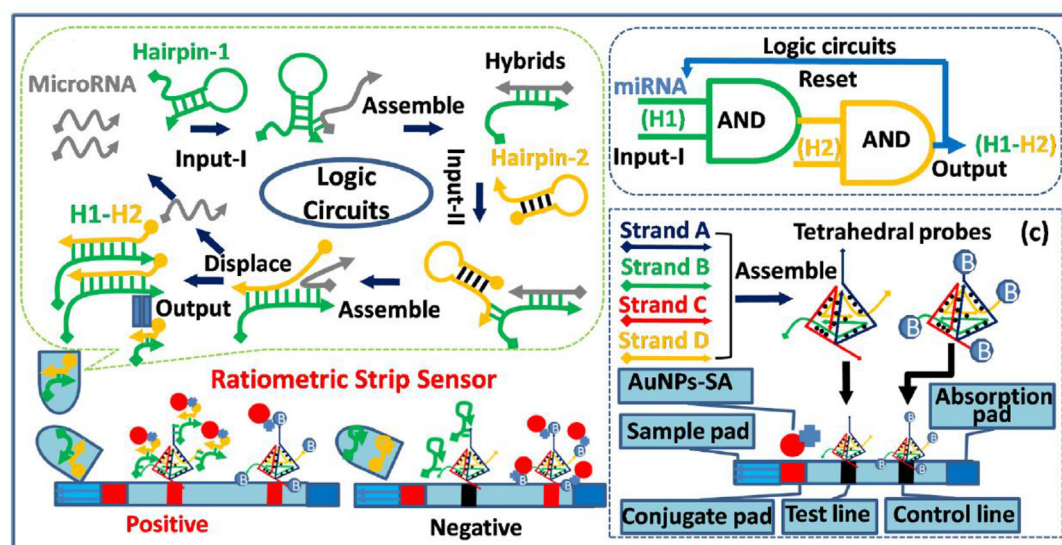 Hairpin-1
MicroRNA
Input-I
Assemble
Hybrids
Logic
Circuits
Input-II
Hairpin-2
H1-H2
Displace
Output
Assemble
Ratiometric Strip Sensor
Positive
Negative
Logic circuits
Reset
miRNA
(H1)
Input-I
AND
(H2)
AND
Output
(H1-H2)
(c)
Strand A
Strand B
Strand C
Strand D
Assemble
Tetrahedral probes
B
B
B
B
AuNPs-SA
Sample pad
Absorption
pad
Conjugate pad
Test line
Control line
B
B
B
B
B
B
B
B
B